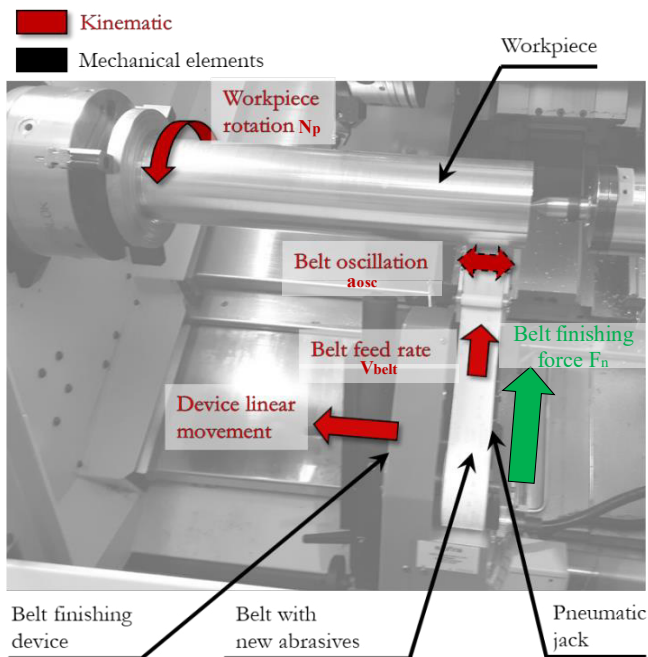 Kinematic
Mechanical elements
Workpiece
Workpiece
rotation Np
Belt oscillation
aosc
Belt feed rate
Vbelt
Belt finishing
force Fn
Device linear
movement
Belt finishing
device
Belt with
new abrasives
Pneumatic
jack